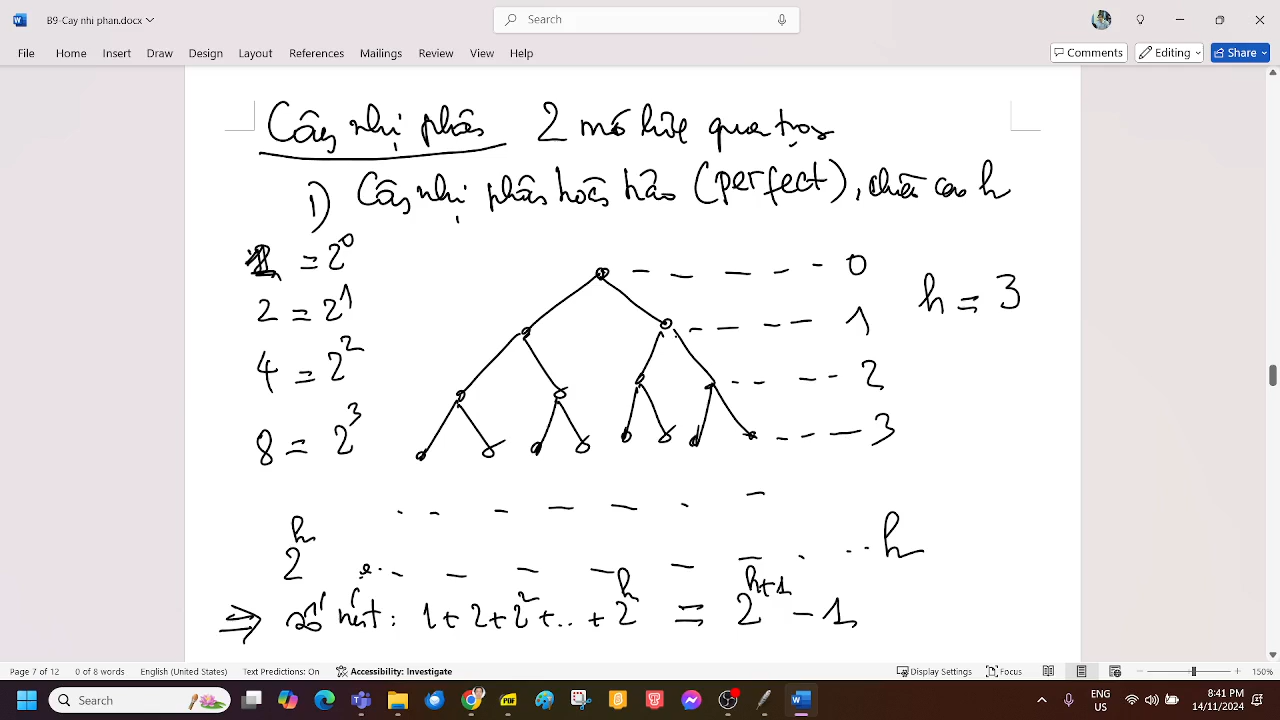 B9-Cay nhi phan.docx
Search
File Home Insert Draw Design Layout References Mailings Review View Help
Comments Editing Share
Cây nhị phân 2 mô hình quan trọng
1) Cây nhị phân hoàn hảo (perfect), chiều cao h
1 = 2^0
0
h = 3
2 = 2^1
1
4 = 2^2
2
8 = 2^3
3
2^h
h
⇒ số nút: 1 + 2 + 2^2 + .. + 2^h = 2^(h+1) - 1
Page 7 of 12 0 of 8 words English (United States) Text Predictions: On Accessibility: Investigate Display Settings Focus 150%
Search PDF ENG US 8:41 PM 14/11/2024